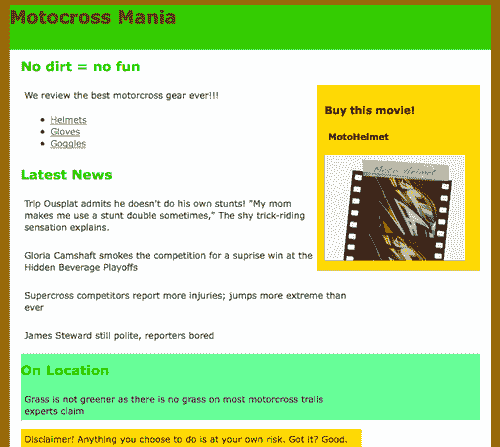 Motocross Mania
No dirt = no fun
We review the best motorcross gear ever!!!
Helmets
Gloves
Goggles
Buy this movie!
MotoHelmet
Moto Helmet
Latest News
Trip Ousplat admits he doesn't do his own stunts! "My mom
makes me use a stunt double sometimes," The shy trick-riding
sensation explains.
Gloria Camshaft smokes the competition for a suprise win at the
Hidden Beverage Playoffs
Supercross competitors report more injuries; jumps more extreme than
ever
James Steward still polite, reporters bored
On Location
Grass is not greener as there is no grass on most motorcross trails
experts claim
Disclaimer! Anything you choose to do is at your own risk. Got it? Good.